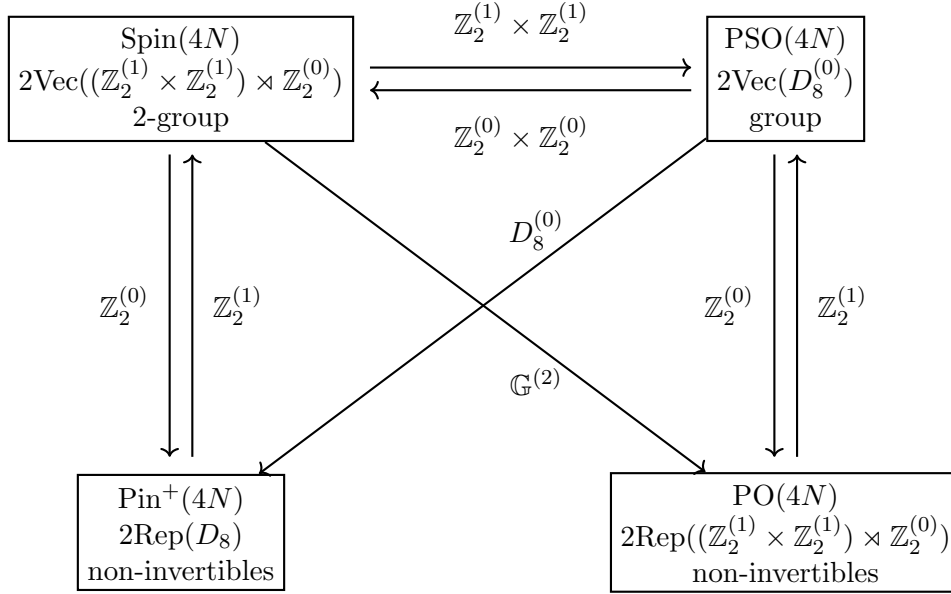 Spin(4N)
2Vec((ℤ₂⁽¹⁾ × ℤ₂⁽¹⁾) ⋊ ℤ₂⁽⁰⁾)
2-group
ℤ₂⁽¹⁾ × ℤ₂⁽¹⁾
ℤ₂⁽⁰⁾ × ℤ₂⁽⁰⁾
PSO(4N)
2Vec(D₈⁽⁰⁾)
group
D₈⁽⁰⁾
ℤ₂⁽⁰⁾
ℤ₂⁽¹⁾
ℤ₂⁽⁰⁾
ℤ₂⁽¹⁾
𝔾⁽²⁾
Pin⁺(4N)
2Rep(D₈)
non-invertibles
PO(4N)
2Rep((ℤ₂⁽¹⁾ × ℤ₂⁽¹⁾) ⋊ ℤ₂⁽⁰⁾)
non-invertibles